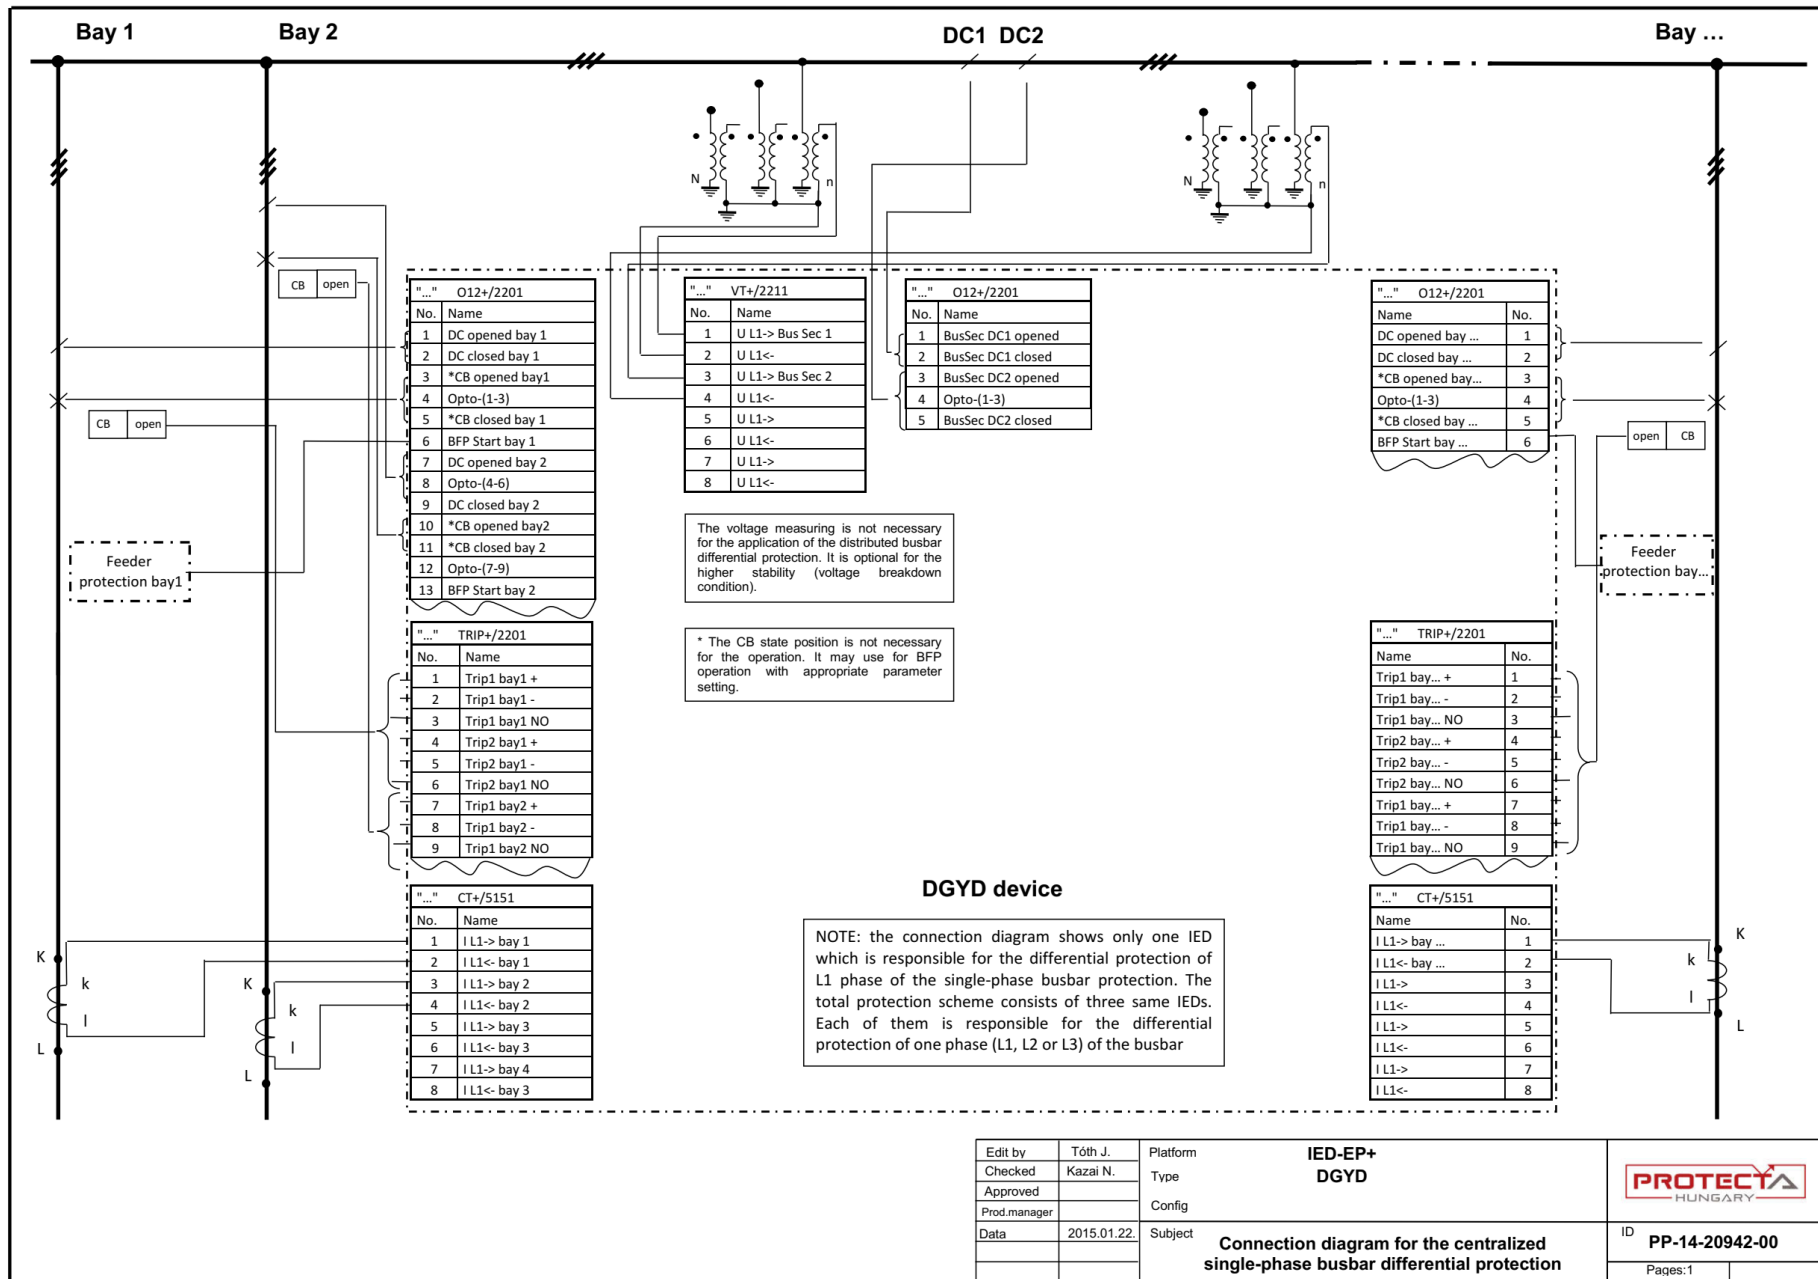 Bay 1
Bay 2
DC1 DC2
Bay ...
N
n
N
n
CB open
"..." O12+/2201
No. Name
1 DC opened bay 1
2 DC closed bay 1
3 *CB opened bay1
4 Opto-(1-3)
5 *CB closed bay 1
6 BFP Start bay 1
7 DC opened bay 2
8 Opto-(4-6)
9 DC closed bay 2
10 *CB opened bay2
11 *CB closed bay 2
12 Opto-(7-9)
13 BFP Start bay 2
"..." VT+/2211
No. Name
1 U L1-> Bus Sec 1
2 U L1<-
3 U L1-> Bus Sec 2
4 U L1<-
5 U L1->
6 U L1<-
7 U L1->
8 U L1<-
"..." O12+/2201
No. Name
1 BusSec DC1 opened
2 BusSec DC1 closed
3 BusSec DC2 opened
4 Opto-(1-3)
5 BusSec DC2 closed
"..." O12+/2201
Name No.
DC opened bay ... 1
DC closed bay ... 2
*CB opened bay... 3
Opto-(1-3) 4
*CB closed bay ... 5
BFP Start bay ... 6
CB open
open CB
Feeder
protection bay1
Feeder
protection bay...
The voltage measuring is not necessary
for the application of the distributed busbar
differential protection. It is optional for the
higher stability (voltage breakdown
condition).
* The CB state position is not necessary
for the operation. It may use for BFP
operation with appropriate parameter
setting.
"..." TRIP+/2201
No. Name
1 Trip1 bay1 +
2 Trip1 bay1 -
3 Trip1 bay1 NO
4 Trip2 bay1 +
5 Trip2 bay1 -
6 Trip2 bay1 NO
7 Trip1 bay2 +
8 Trip1 bay2 -
9 Trip1 bay2 NO
"..." TRIP+/2201
Name No.
Trip1 bay... + 1
Trip1 bay... - 2
Trip1 bay... NO 3
Trip2 bay... + 4
Trip2 bay... - 5
Trip2 bay... NO 6
Trip1 bay... + 7
Trip1 bay... - 8
Trip1 bay... NO 9
"..." CT+/5151
No. Name
1 I L1-> bay 1
2 I L1<- bay 1
3 I L1-> bay 2
4 I L1<- bay 2
5 I L1-> bay 3
6 I L1<- bay 3
7 I L1-> bay 4
8 I L1<- bay 3
K
k
l
L
K
k
l
L
DGYD device
NOTE: the connection diagram shows only one IED
which is responsible for the differential protection of
L1 phase of the single-phase busbar protection. The
total protection scheme consists of three same IEDs.
Each of them is responsible for the differential
protection of one phase (L1, L2 or L3) of the busbar
"..." CT+/5151
Name No.
I L1-> bay ... 1
I L1<- bay ... 2
I L1-> 3
I L1<- 4
I L1-> 5
I L1<- 6
I L1-> 7
I L1<- 8
K
k
l
L
Edit by Tóth J.
Checked Kazai N.
Approved
Prod.manager
Data 2015.01.22.
Platform IED-EP+
Type DGYD
Config
Subject Connection diagram for the centralized
single-phase busbar differential protection
PROTECTA
HUNGARY
ID PP-14-20942-00
Pages:1